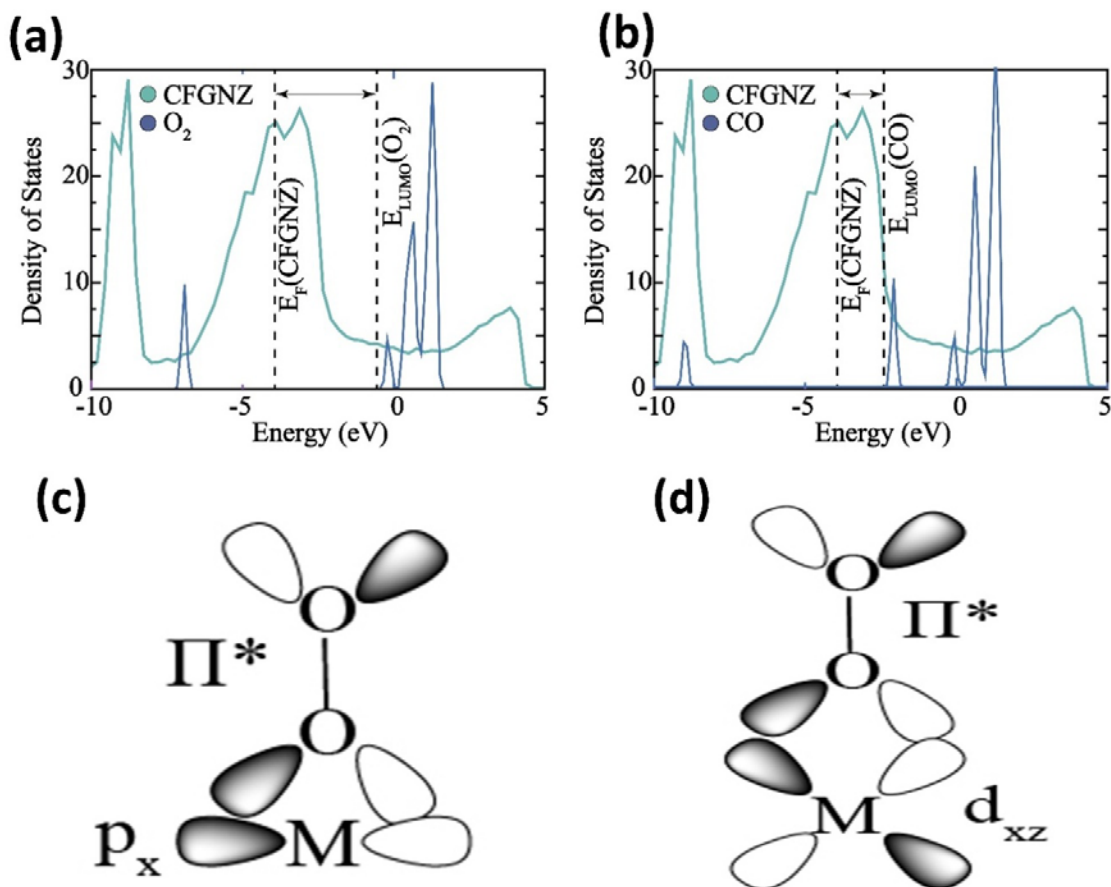 (a)
(b)
30
20
10
0
Density of States
CFGNZ
O₂
E_F(CFGNZ)
E_LUMO(O₂)
-10
-5
0
5
Energy (eV)
30
20
10
0
Density of States
CFGNZ
CO
E_F(CFGNZ)
E_LUMO(CO)
-10
-5
0
5
Energy (eV)
(c)
(d)
O
Π*
O
p_x
M
O
Π*
O
M
d_xz